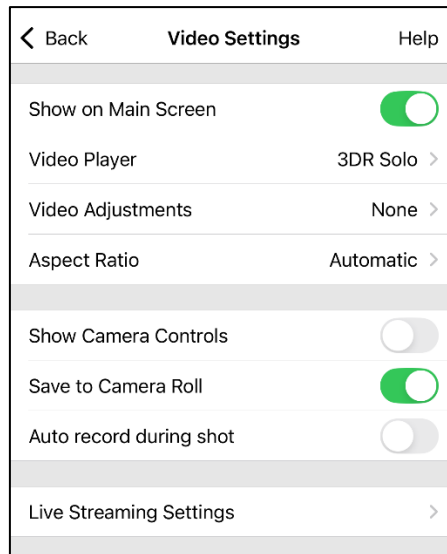 Back Video Settings Help
Show on Main Screen
Video Player 3DR Solo
Video Adjustments None
Aspect Ratio Automatic
Show Camera Controls
Save to Camera Roll
Auto record during shot
Live Streaming Settings